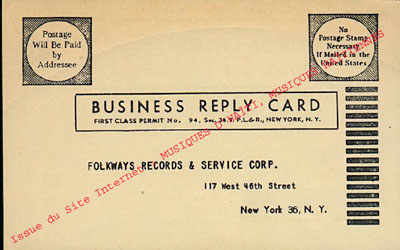 Postage
Will Be Paid
by
Addressee
No
Postage Stamp
Necessary
If Mailed in the
United States
BUSINESS REPLY CARD
FIRST CLASS PERMIT No. 94, Sec. 34.9, P.L.&R., NEW YORK, N. Y.
FOLKWAYS RECORDS & SERVICE CORP.
117 West 46th Street
New York 36, N. Y.
Issue du Site Internet MUSIQUES D'HAITI, MUSIQUES